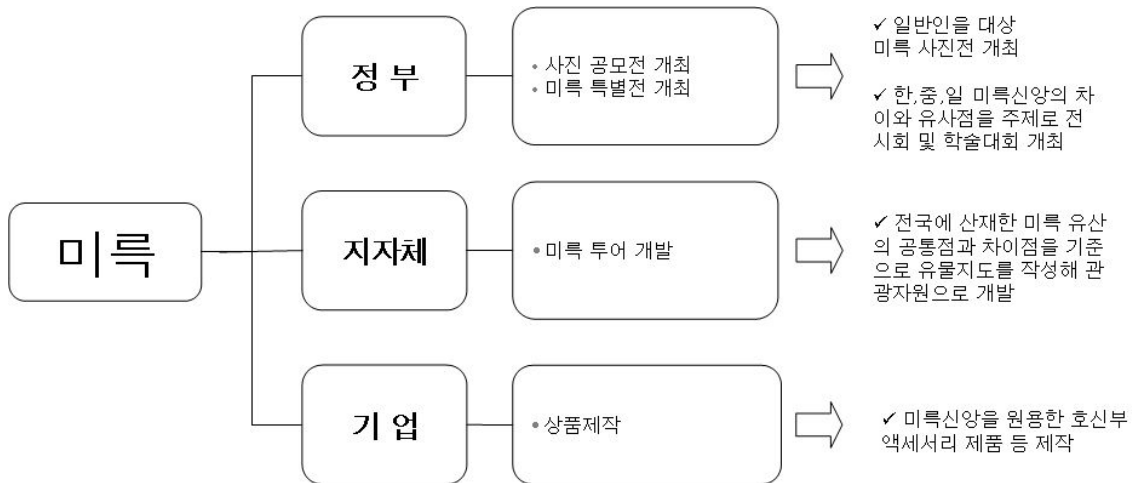 미륵
정 부
• 사진 공모전 개최
• 미륵 특별전 개최
✓ 일반인을 대상
미륵 사진전 개최
✓ 한,중,일 미륵신앙의 차
이와 유사점을 주제로 전
시회 및 학술대회 개최
지자체
• 미륵 투어 개발
✓ 전국에 산재한 미륵 유산
의 공통점과 차이점을 기준
으로 유물지도를 작성해 관
광자원으로 개발
기 업
• 상품제작
✓ 미륵신앙을 원용한 호신부
액세서리 제품 등 제작